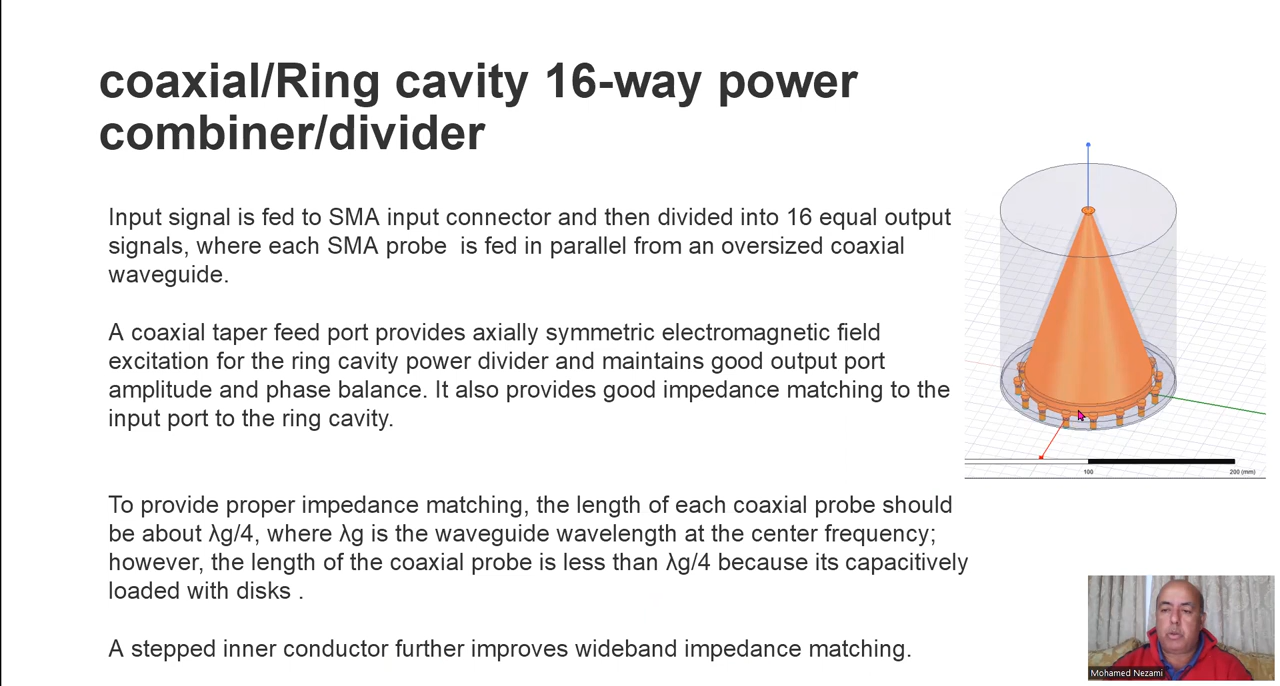 coaxial/Ring cavity 16-way power
combiner/divider
Input signal is fed to SMA input connector and then divided into 16 equal output
signals, where each SMA probe  is fed in parallel from an oversized coaxial
waveguide.
A coaxial taper feed port provides axially symmetric electromagnetic field
excitation for the ring cavity power divider and maintains good output port
amplitude and phase balance. It also provides good impedance matching to the
input port to the ring cavity.
To provide proper impedance matching, the length of each coaxial probe should
be about λg/4, where λg is the waveguide wavelength at the center frequency;
however, the length of the coaxial probe is less than λg/4 because its capacitively
loaded with disks .
A stepped inner conductor further improves wideband impedance matching.
100
200 (mm)
Mohamed Nezami